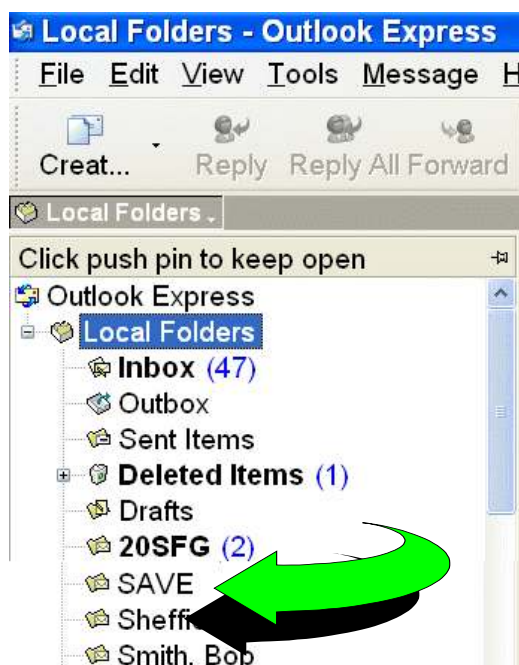 Local Folders - Outlook Express
File Edit View Tools Message H
Creat... Reply Reply All Forward
Local Folders
Click push pin to keep open
Outlook Express
Local Folders
Inbox (47)
Outbox
Sent Items
Deleted Items (1)
Drafts
20SFG (2)
SAVE
Smith, Bob